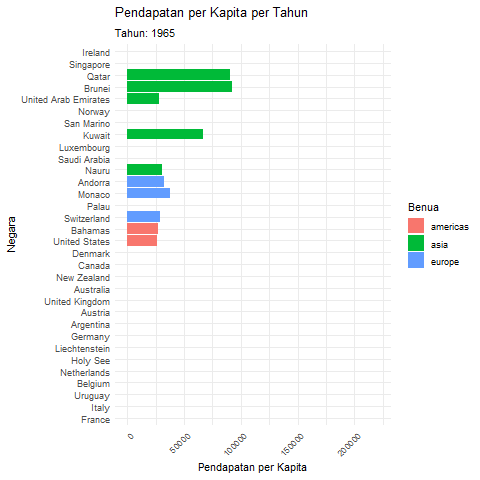 Pendapatan per Kapita per Tahun
Tahun: 1965
Ireland
Singapore
Qatar
Brunei
United Arab Emirates
Norway
San Marino
Kuwait
Luxembourg
Saudi Arabia
Nauru
Andorra
Monaco
Palau
Switzerland
Bahamas
United States
Denmark
Canada
New Zealand
Australia
United Kingdom
Austria
Argentina
Germany
Liechtenstein
Holy See
Netherlands
Belgium
Uruguay
Italy
France
Negara
0
50000
100000
150000
200000
Pendapatan per Kapita
Benua
americas
asia
europe